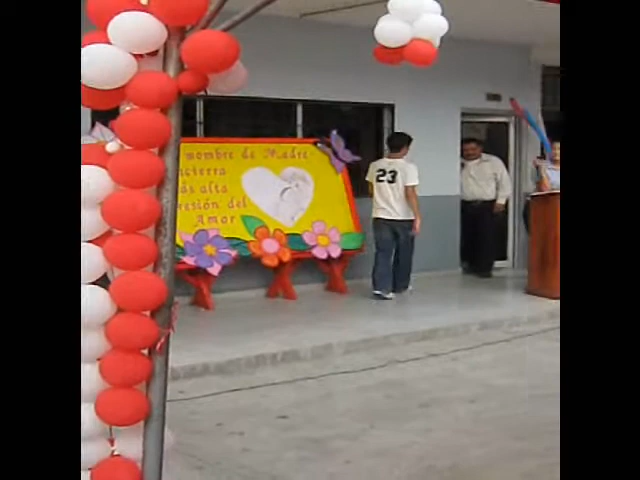 nombre de Madre
ncierra
ás alta
resión del
Amor
23